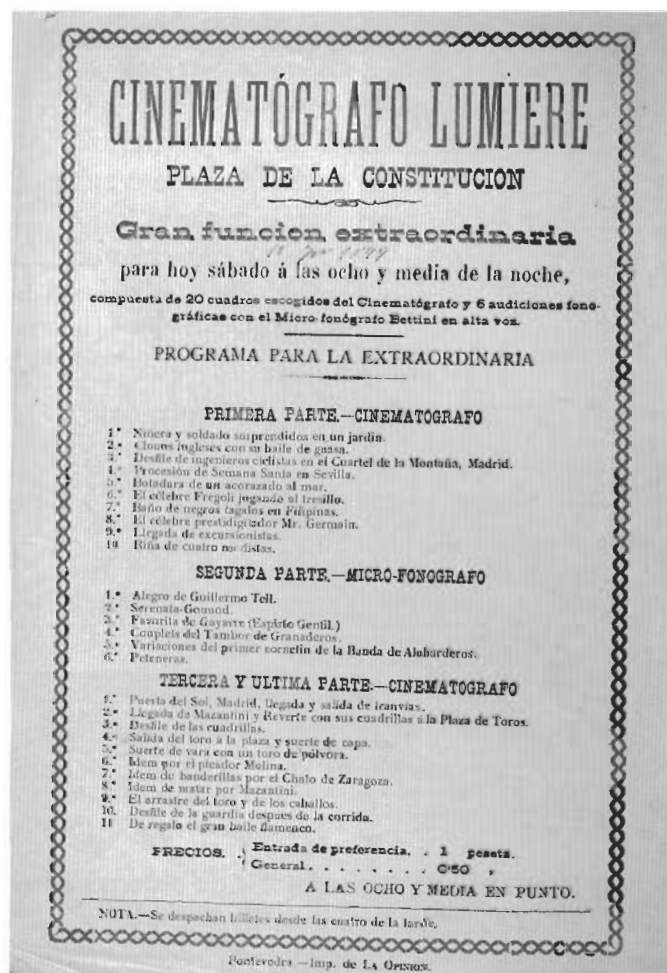 CINEMATÓGRAFO LUMIERE
PLAZA DE LA CONSTITUCION
Gran funcion extraordinaria
para hoy sábado á las ocho y media de la noche,
compuesta de 20 cuadros escogidos del Cinematógrafo y 6 audiciones fono-
gráficas con el Micro-fonógrafo Bettini en alta voz.
PROGRAMA PARA LA EXTRAORDINARIA
PRIMERA PARTE.—CINEMATOGRAFO
1.° Niñera y soldado sorprendidos en un jardin.
2.° Clouns ingleses con su baile de guasa.
3.° Desfile de ingenieros ciclistas en el Cuartel de la Montaña, Madrid.
4.° Procesión de Semana Santa en Sevilla.
5.° Botadura de un acorazado al mar.
6.° El célebre Fregoli jugando al tresillo.
7.° Baño de negros tagalos en Filipinas.
8.° El célebre prestidigitador Mr. Germain.
9.° Llegada de excursionistas.
10 Riña de cuatro modistas.
SEGUNDA PARTE.—MICRO-FONOGRAFO
1.° Alegro de Guillermo Tell.
2.° Serenata-Gounod.
3.° Favorita de Gayarre (Espirto Gentil.)
4.° Couplets del Tambor de Granaderos.
5.° Variaciones del primer cornetin de la Banda de Alabarderos.
6.° Peteneras.
TERCERA Y ULTIMA PARTE.—CINEMATOGRAFO
1.° Puerta del Sol, Madrid, llegada y salida de tranvías.
2.° Llegada de Mazantini y Reverte con sus cuadrillas á la Plaza de Toros.
3.° Desfile de las cuadrillas.
4.° Salida del toro a la plaza y suerte de capa.
5.° Suerte de vara con un toro de pólvora.
6.° Idem por el picador Molina.
7.° Idem de banderillas por el Chato de Zaragoza.
8.° Idem de matar por Mazantini.
9.° El arrastre del toro y de los caballos.
10. Desfile de la guardia despues de la corrida.
11 De regalo el gran baile flamenco.
PRECIOS. Entrada de preferencia. . 1 peseta.
General. . . . . . . . 0'50 »
A LAS OCHO Y MEDIA EN PUNTO.
NOTA.—Se despachan billetes desde las cuatro de la tarde.
Pontevedra —Imp. de LA OPINION.